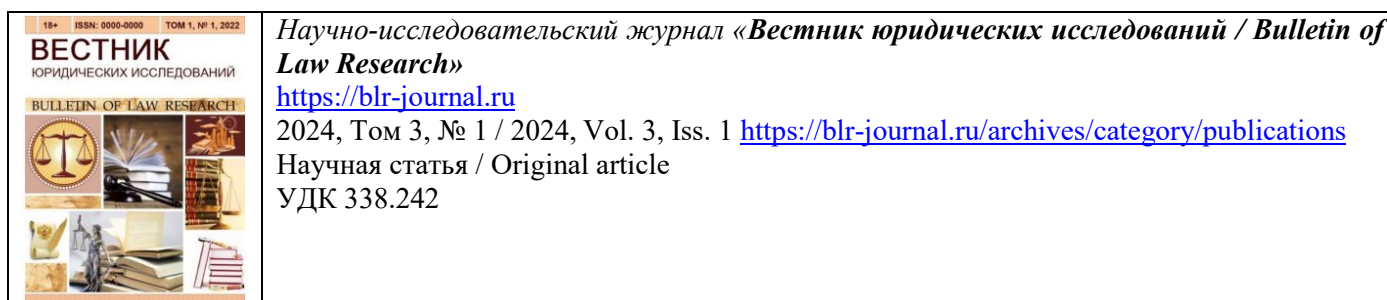 18+ ISSN: 0000-0000 ТОМ 1, № 1, 2022
ВЕСТНИК
ЮРИДИЧЕСКИХ ИССЛЕДОВАНИЙ
BULLETIN OF LAW RESEARCH
Научно-исследовательский журнал «Вестник юридических исследований / Bulletin of
Law Research»
https://blr-journal.ru
2024, Том 3, № 1 / 2024, Vol. 3, Iss. 1 https://blr-journal.ru/archives/category/publications
Научная статья / Original article
УДК 338.242